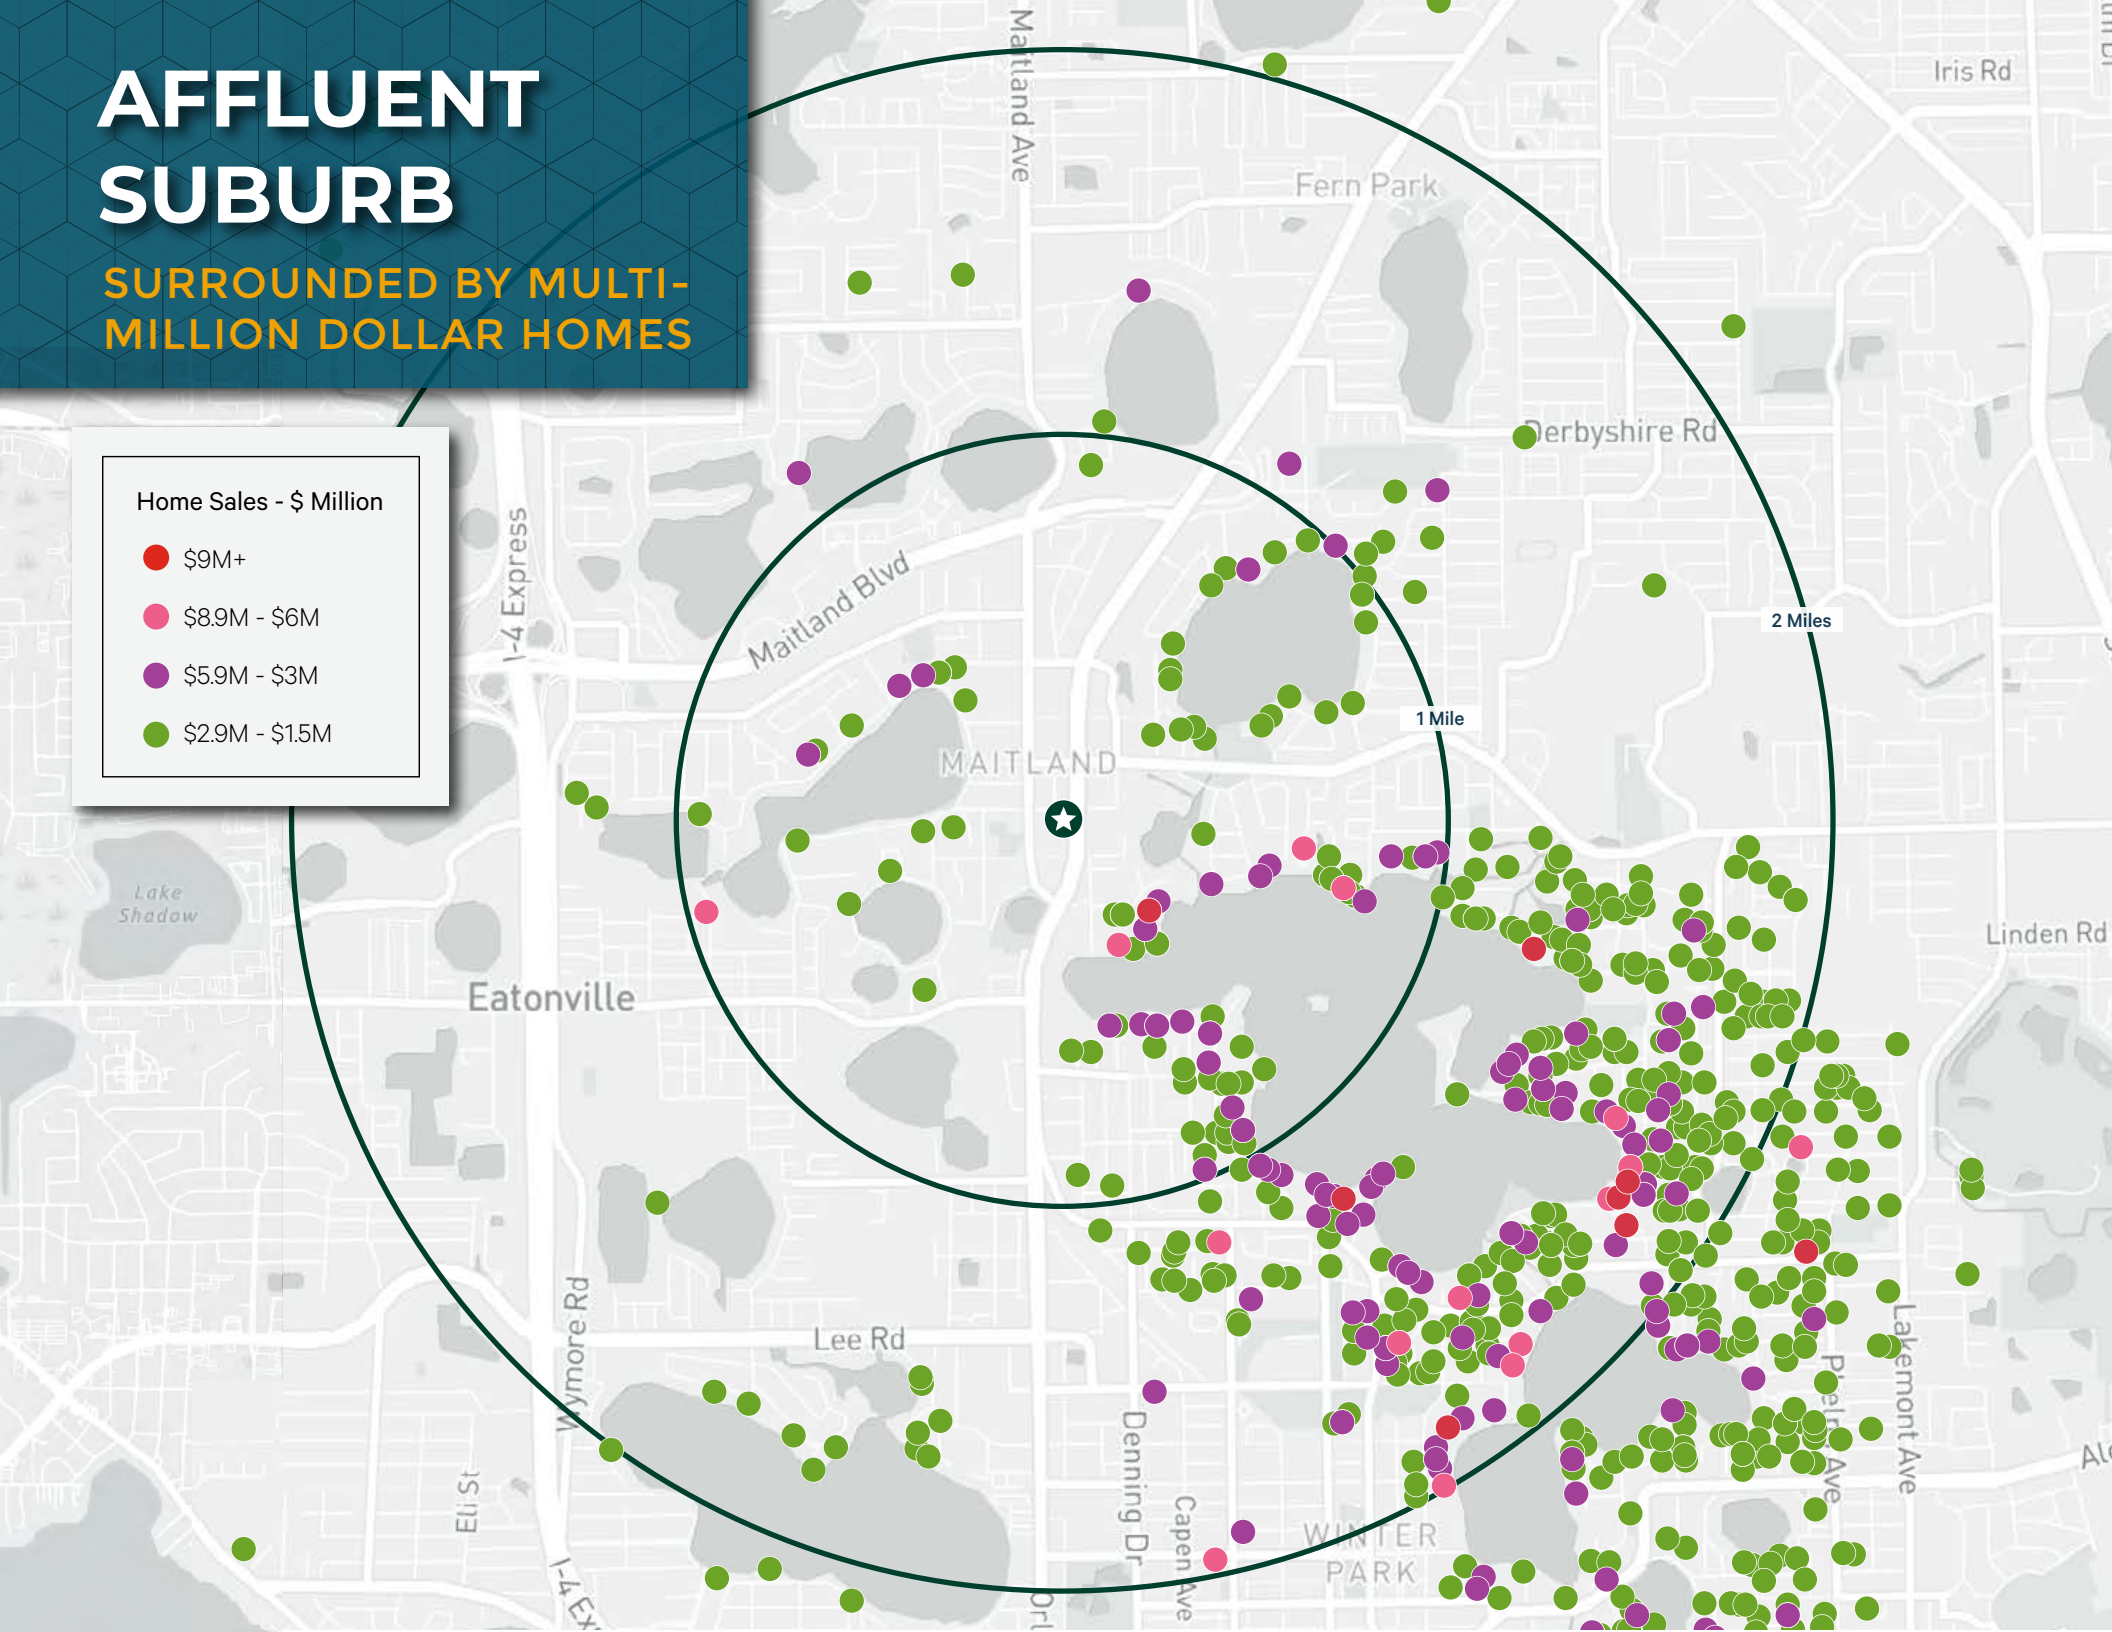 AFFLUENT
SUBURB
SURROUNDED BY MULTI-
MILLION DOLLAR HOMES
Home Sales - $ Million
$9M+
$8.9M - $6M
$5.9M - $3M
$2.9M - $1.5M
Maitland Ave
Iris Rd
Fern Park
Derbyshire Rd
I-4 Express
Maitland Blvd
2 Miles
1 Mile
MAITLAND
Lake
Shadow
Linden Rd
Eatonville
Wymore Rd
Lee Rd
Lakemont Ave
Denning Dr
Eli St
Capen Ave
WINTER
PARK